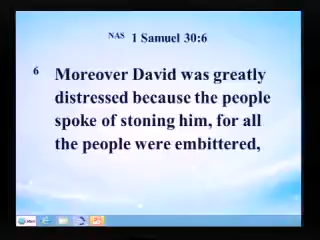 NAS 1 Samuel 30:6
6 Moreover David was greatly
distressed because the people
spoke of stoning him, for all
the people were embittered,